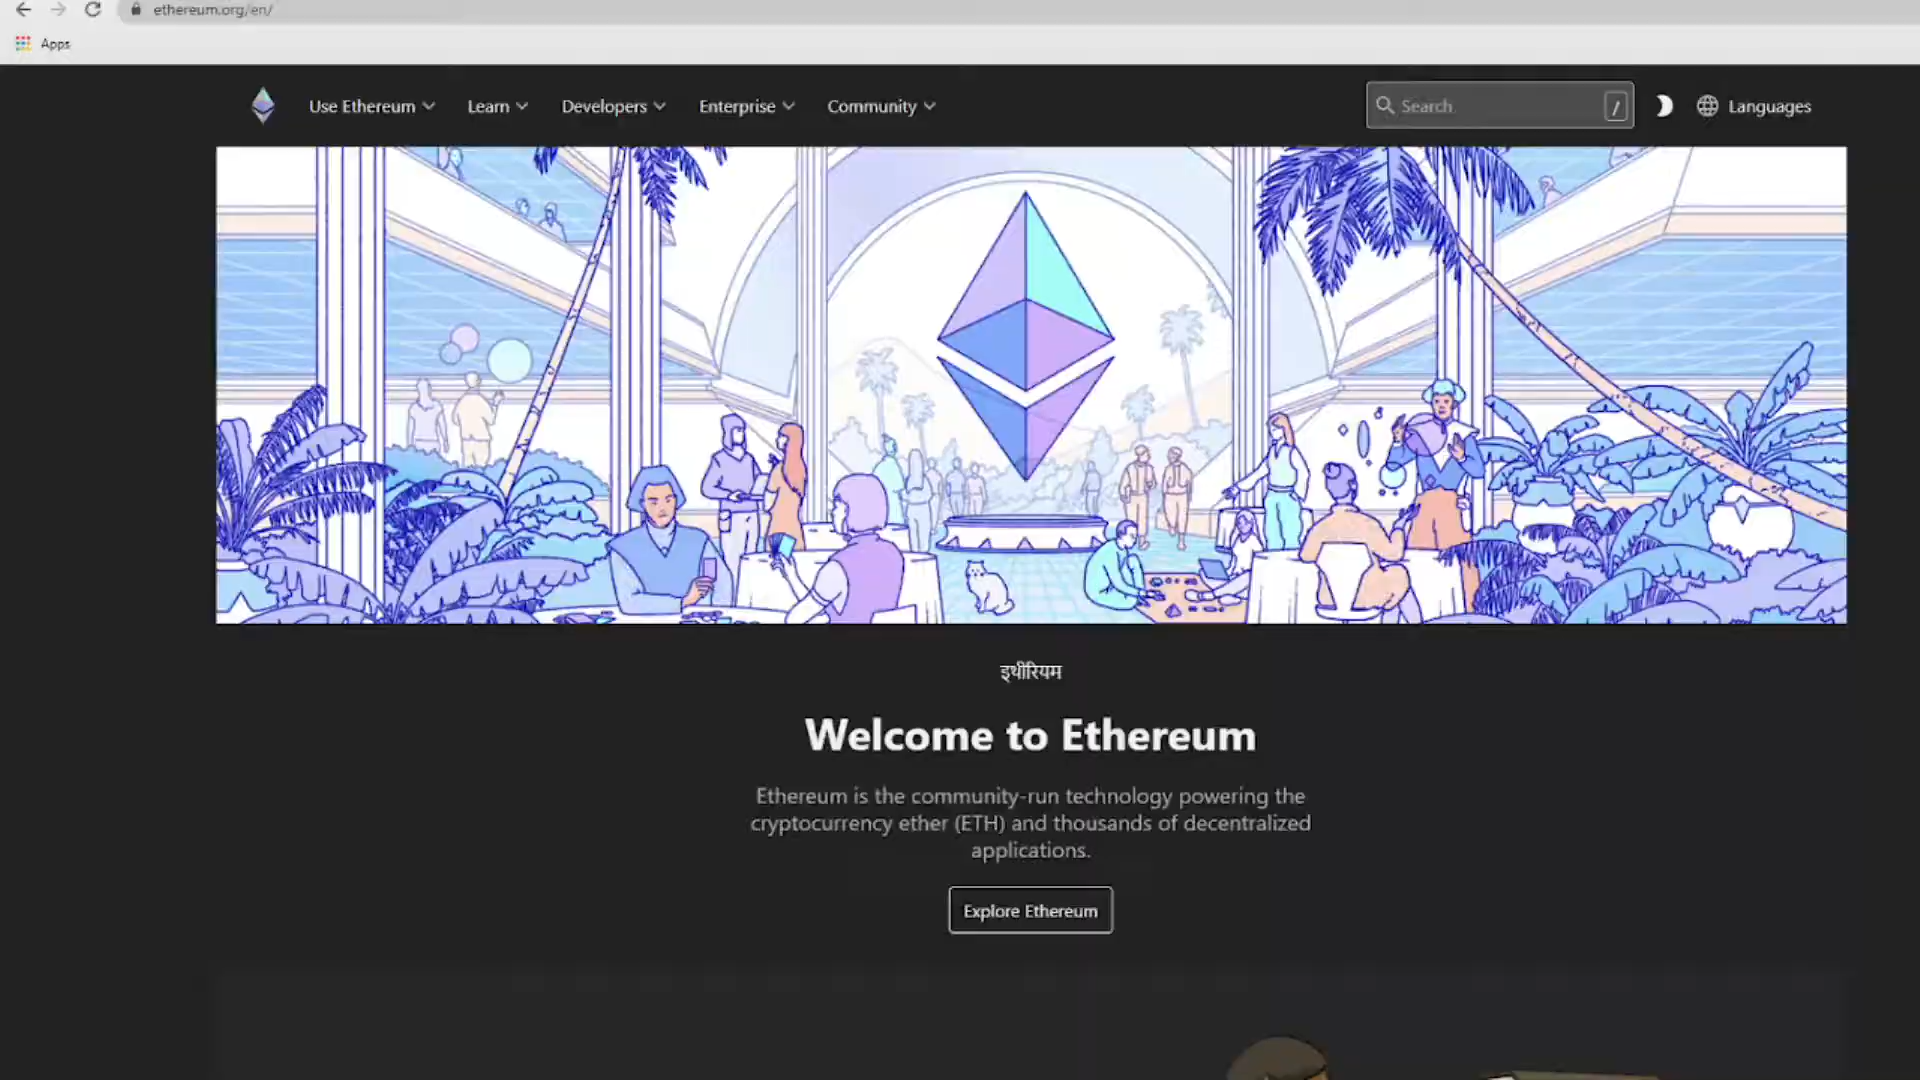 ethereum.org/en/
Apps
Use Ethereum Learn Developers Enterprise Community Search / Languages
इथीरियम
Welcome to Ethereum
Ethereum is the community-run technology powering the
cryptocurrency ether (ETH) and thousands of decentralized
applications.
Explore Ethereum